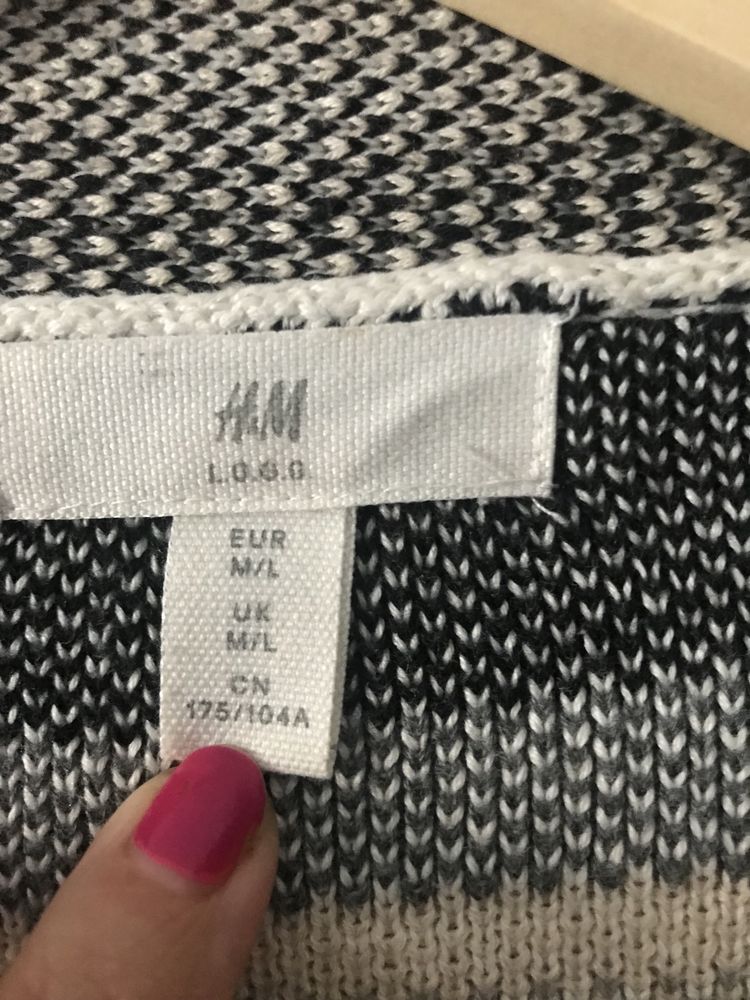 H&M
L.O.G.G.
EUR
M/L
UK
M/L
CN
175/104A